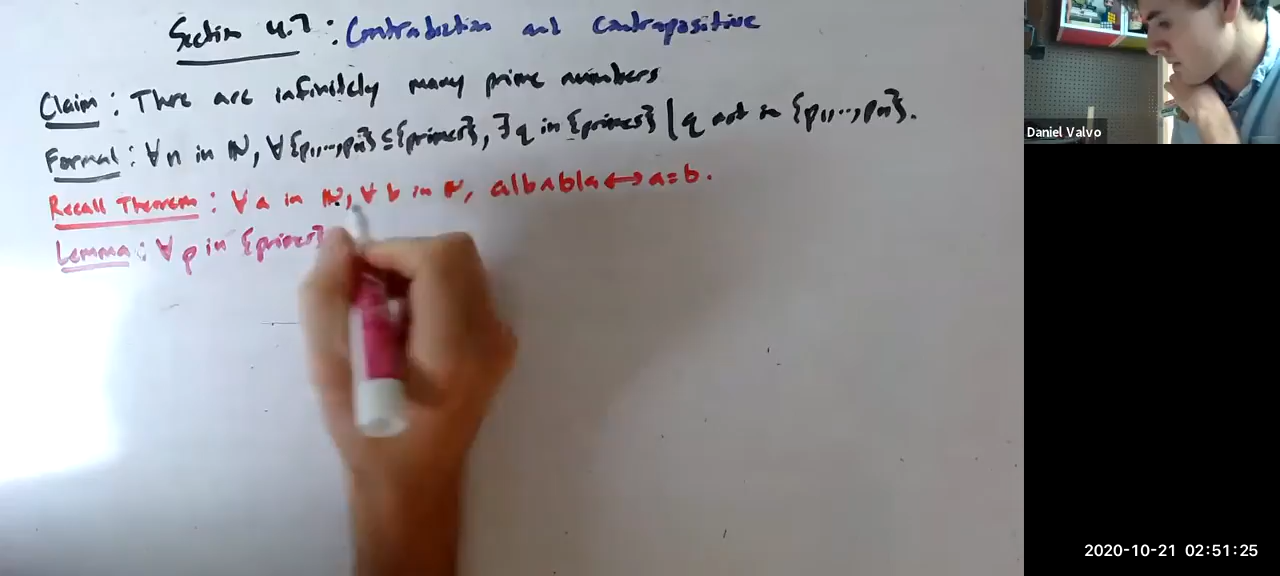 Section 4.7: Contradiction and contrapositive
Claim: There are infinitely many prime numbers
Formal: ∀n in ℕ, ∀{p₁,...,pₙ}⊆{primes}, ∃q in {primes} | q not in {p₁,...,pₙ}.
Recall Theorem: ∀ a in ℕ, ∀ b in ℕ, a|b∧b|a↔a=b.
Lemma: ∀ p in {primes}
Daniel Valvo
2020-10-21 02:51:25